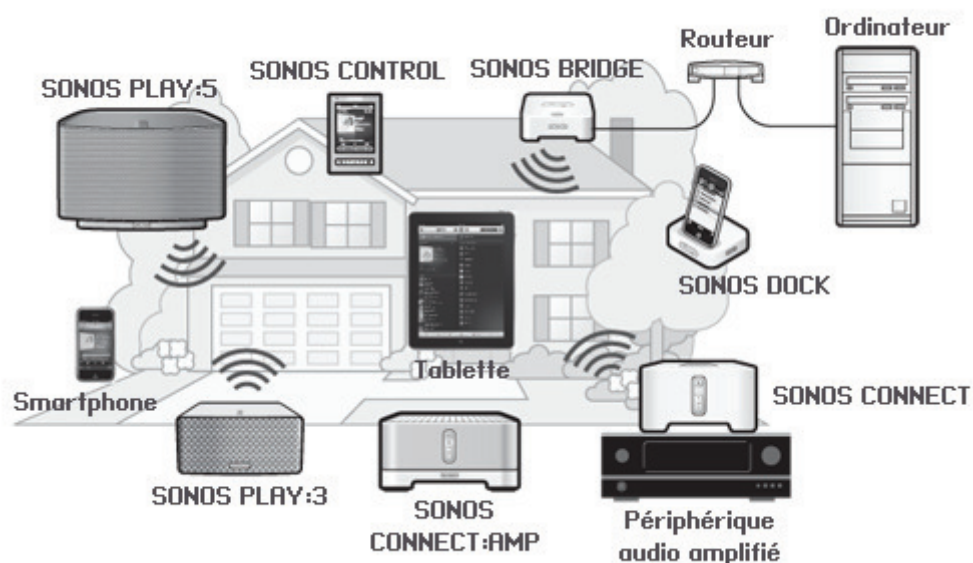 Ordinateur
Routeur
SONOS CONTROL
SONOS BRIDGE
SONOS PLAY:5
SONOS DOCK
Tablette
Smartphone
SONOS CONNECT
SONOS PLAY:3
SONOS
CONNECT:AMP
Périphérique
audio amplifié